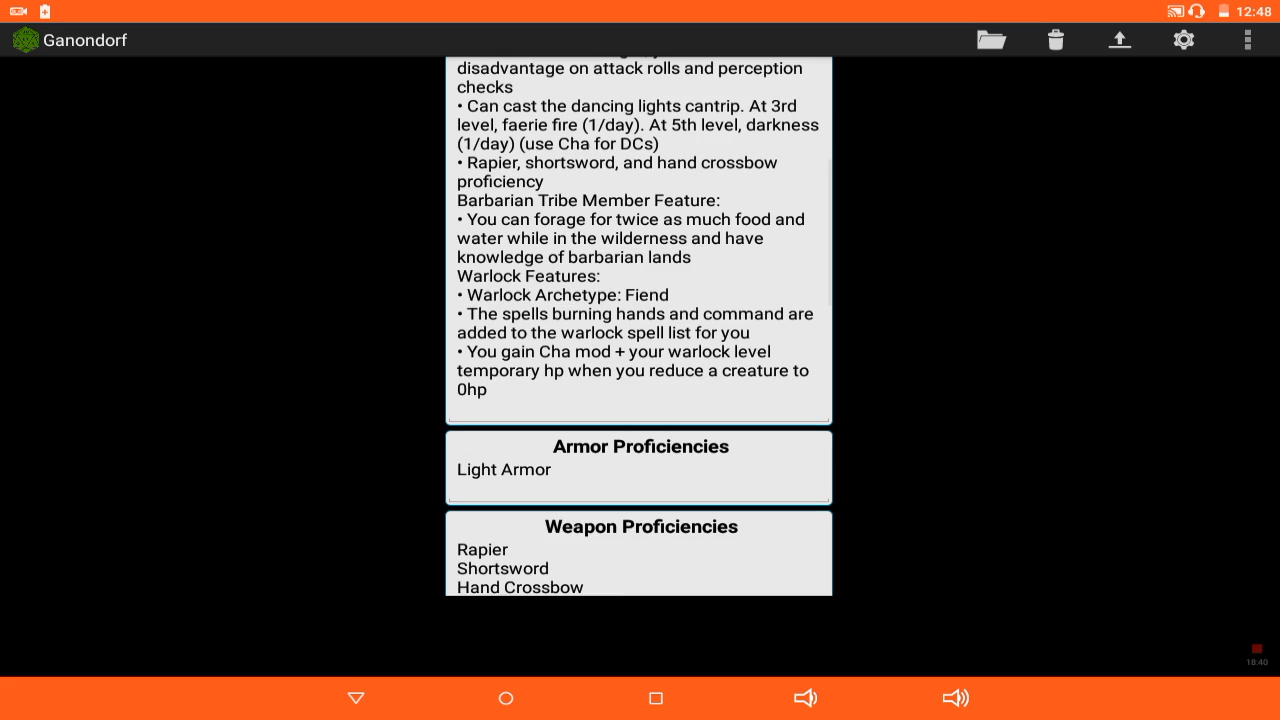 12:48
Ganondorf
disadvantage on attack rolls and perception
checks
• Can cast the dancing lights cantrip. At 3rd
level, faerie fire (1/day). At 5th level, darkness
(1/day) (use Cha for DCs)
• Rapier, shortsword, and hand crossbow
proficiency
Barbarian Tribe Member Feature:
• You can forage for twice as much food and
water while in the wilderness and have
knowledge of barbarian lands
Warlock Features:
• Warlock Archetype: Fiend
• The spells burning hands and command are
added to the warlock spell list for you
• You gain Cha mod + your warlock level
temporary hp when you reduce a creature to
0hp
Armor Proficiencies
Light Armor
Weapon Proficiencies
Rapier
Shortsword
Hand Crossbow
18:40